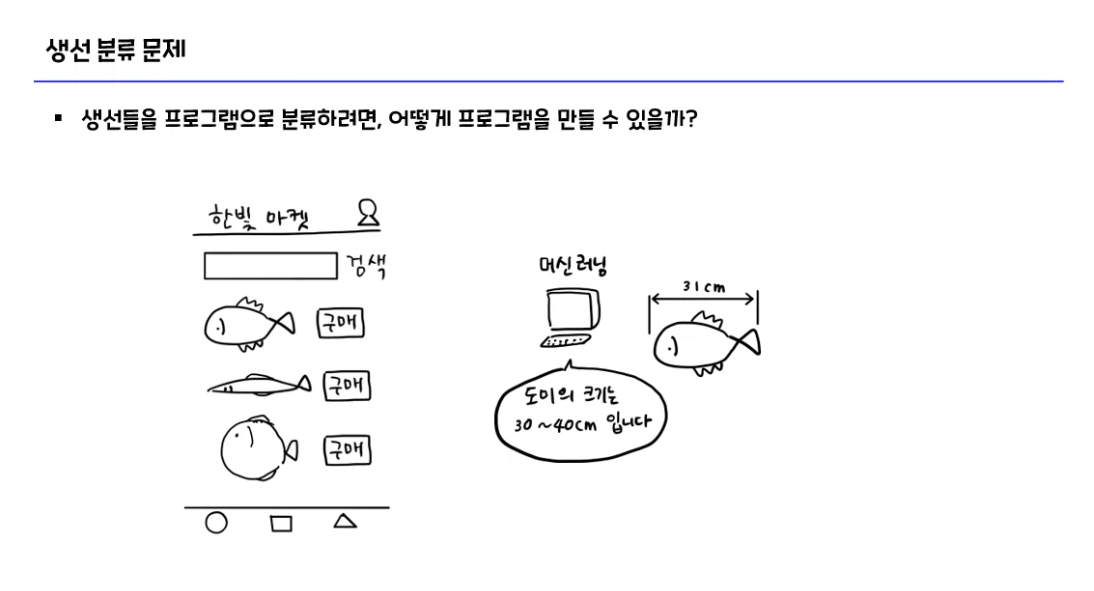 생선 분류 문제
▪ 생선들을 프로그램으로 분류하려면, 어떻게 프로그램을 만들 수 있을까?
한빛 마켓
검색
구매
구매
구매
머신러닝
31cm
도미의 크기는
30~40cm 입니다